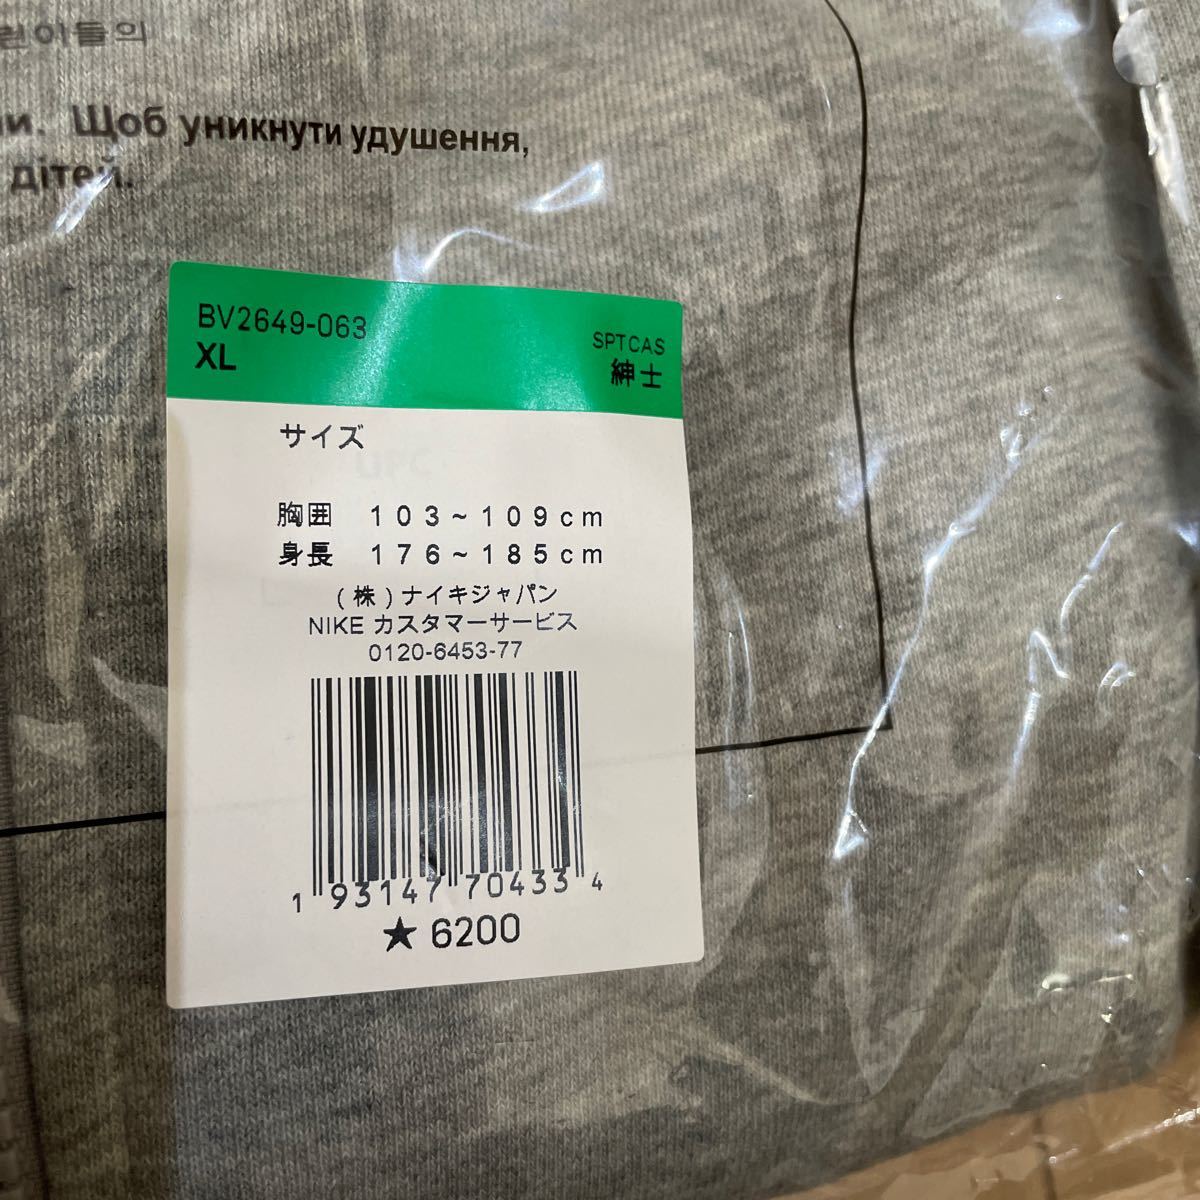 린이들의
ни. Щоб уникнути удушення,
дітей.
BV2649-063
XL
SPTCAS
紳士
サイズ
胸囲 103~109cm
身長 176~185cm
(株)ナイキジャパン
NIKE カスタマーサービス
0120-6453-77
1 93147 70433 4
★ 6200